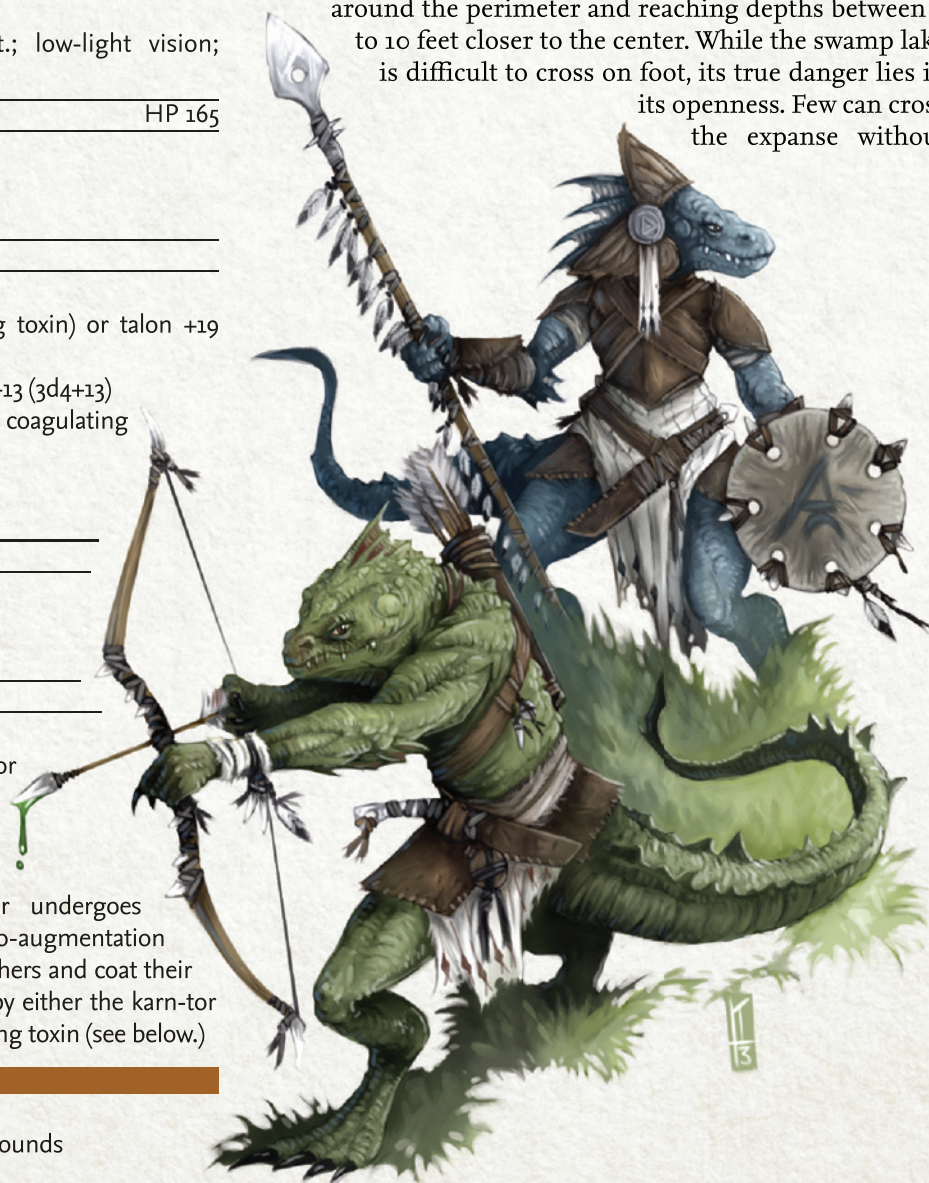 t.; low-light vision;
HP 165
g toxin) or talon +19
-13 (3d4+13)
coagulating
or
r undergoes
o-augmentation
hers and coat their
by either the karn-tor
ng toxin (see below.)
ounds
around the perimeter and reaching depths between
to 10 feet closer to the center. While the swamp lak
is difficult to cross on foot, its true danger lies i
its openness. Few can cros
the expanse withou